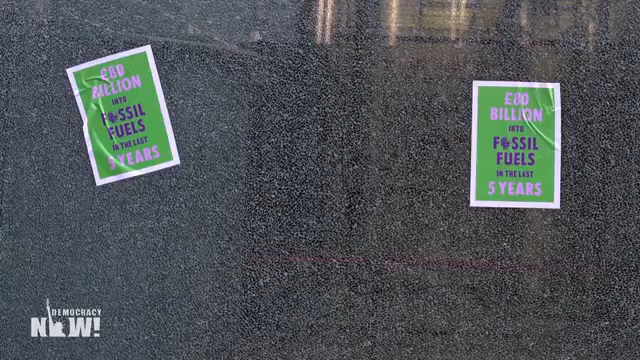 £80
BILLION
INTO
FOSSIL
FUELS
IN THE LAST
5 YEARS
£80
BILLION
INTO
FOSSIL
FUELS
IN THE LAST
5 YEARS
DEMOCRACY
NOW!